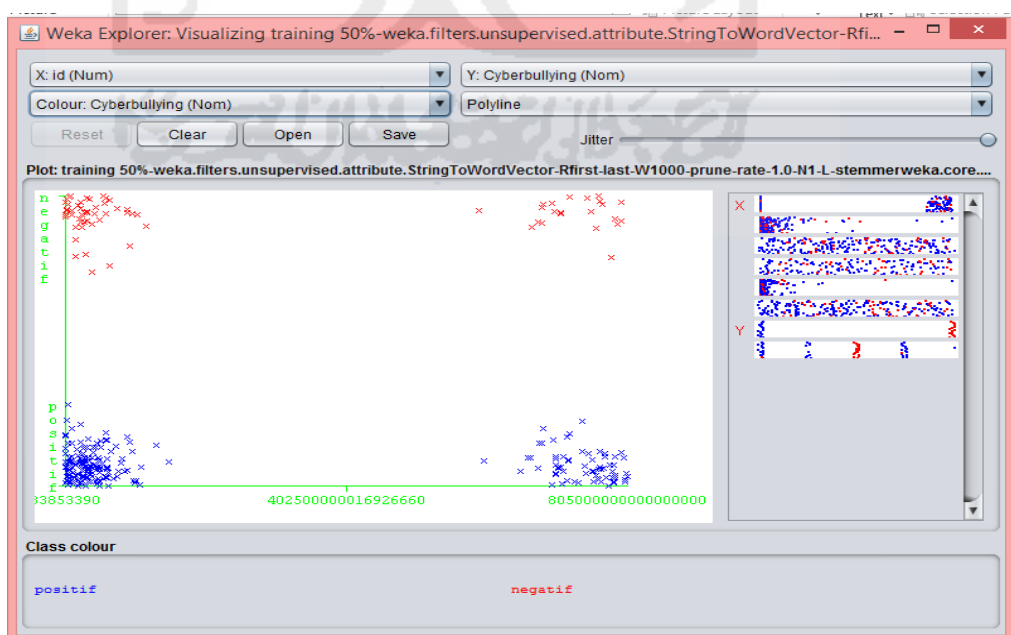 Weka Explorer: Visualizing training 50%-weka.filters.unsupervised.attribute.StringToWordVector-Rfi...
X: id (Num)
Y: Cyberbullying (Nom)
Colour: Cyberbullying (Nom)
Polyline
Reset Clear Open Save
Jitter
Plot: training 50%-weka.filters.unsupervised.attribute.StringToWordVector-Rfirst-last-W1000-prune-rate-1.0-N1-L-stemmerweka.core....
negatif
positif
402500000016926660
805000000000000000
X
Y
Class colour
positif
negatif